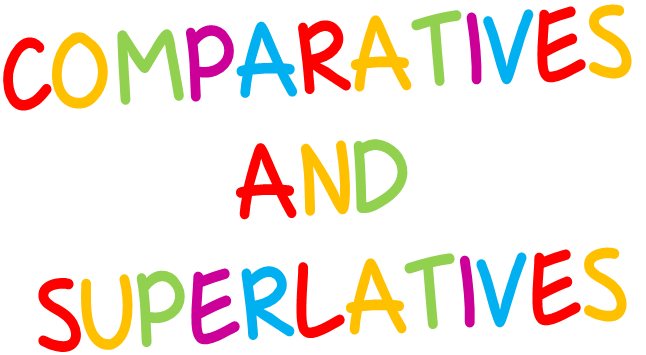 COMPARATIVES
AND
SUPERLATIVES